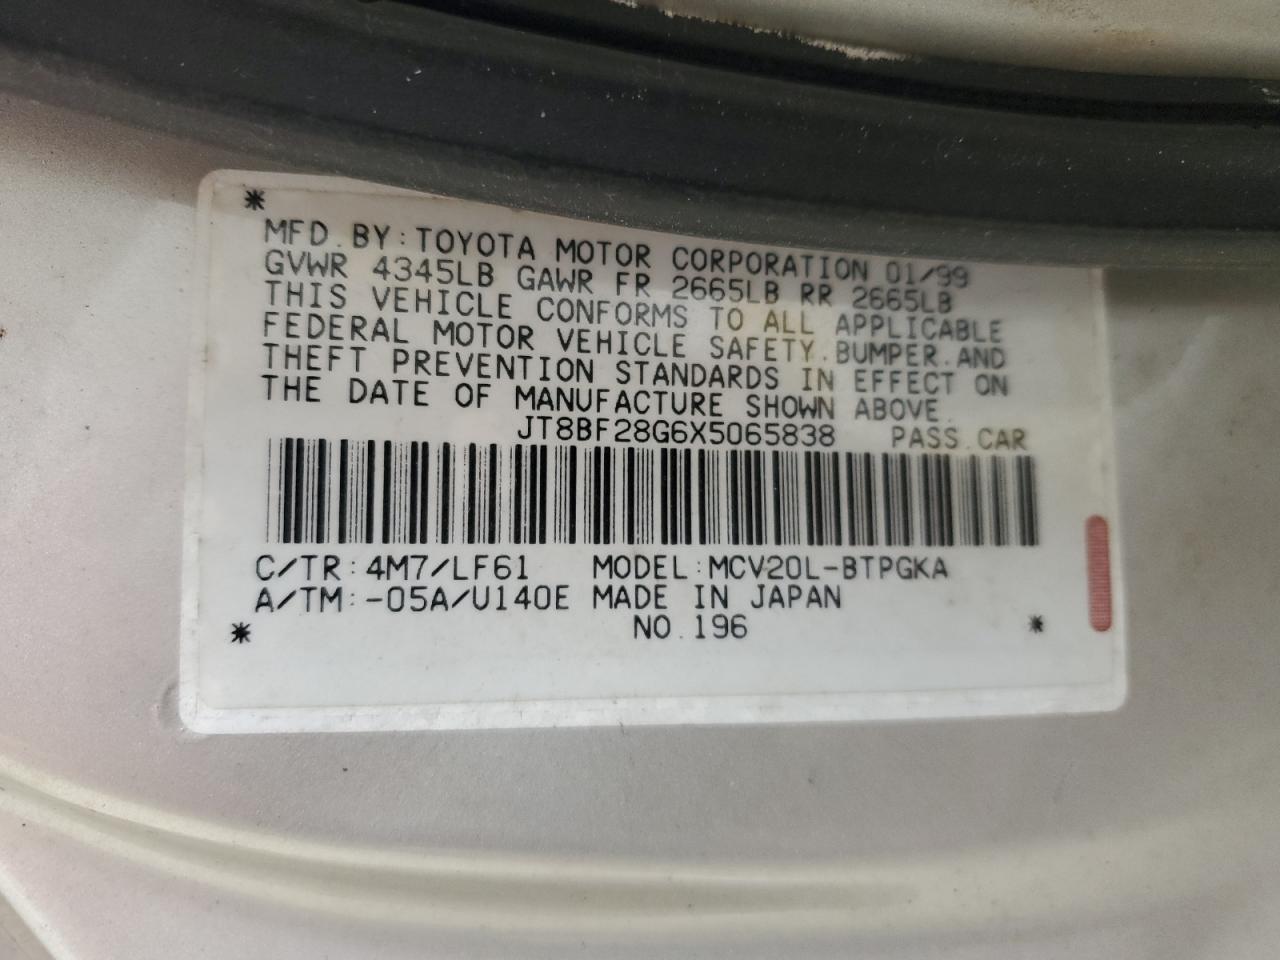 *
MFD. BY: TOYOTA MOTOR CORPORATION 01/99
GVWR 4345LB GAWR FR 2665LB RR 2665LB
THIS VEHICLE CONFORMS TO ALL APPLICABLE
FEDERAL MOTOR VEHICLE SAFETY. BUMPER. AND
THEFT PREVENTION STANDARDS IN EFFECT ON
THE DATE OF MANUFACTURE SHOWN ABOVE.
JT8BF28G6X5065838 PASS. CAR
C/TR: 4M7/LF61 MODEL: MCV20L-BTPGKA
A/TM: -05A/U140E MADE IN JAPAN
* NO. 196 *